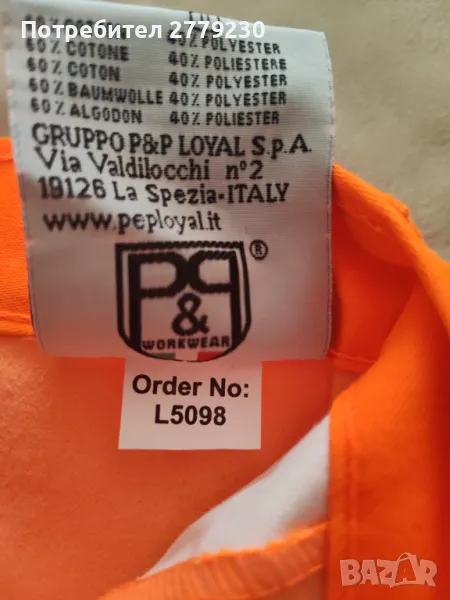 Потребител 2779230
60% COTONE 40% POLIESTERE
60% COTON 40% POLYESTER
60% BAUMWOLLE 40% POLYESTER
60% ALGODON 40% POLIESTER
GRUPPO P&P LOYAL S.p.A.
Via Valdilocchi n°2
19126 La Spezia-ITALY
www.peployal.it
P&P ®
WORKWEAR
Order No:
L5098
BAZAR